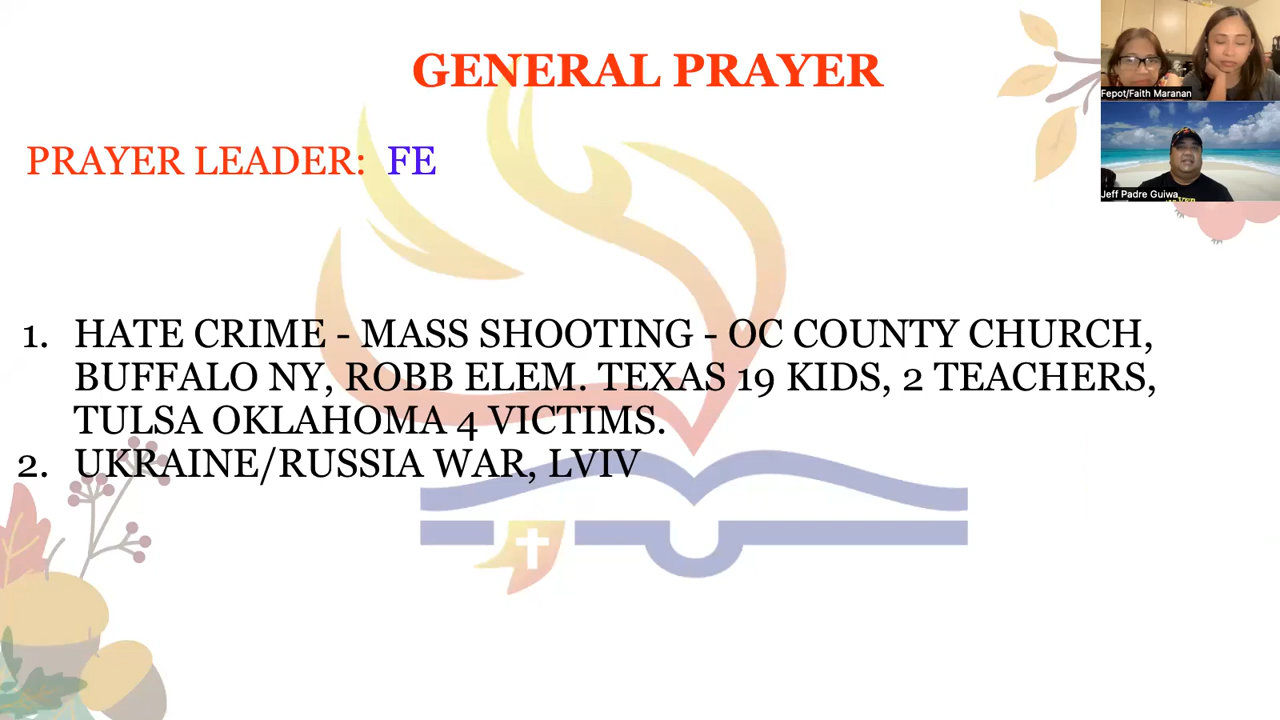 GENERAL PRAYER
Fepot/Faith Maranan
PRAYER LEADER: FE
Jeff Padre Guiwa
1. HATE CRIME - MASS SHOOTING - OC COUNTY CHURCH,
BUFFALO NY, ROBB ELEM. TEXAS 19 KIDS, 2 TEACHERS,
TULSA OKLAHOMA 4 VICTIMS.
2. UKRAINE/RUSSIA WAR, LVIV